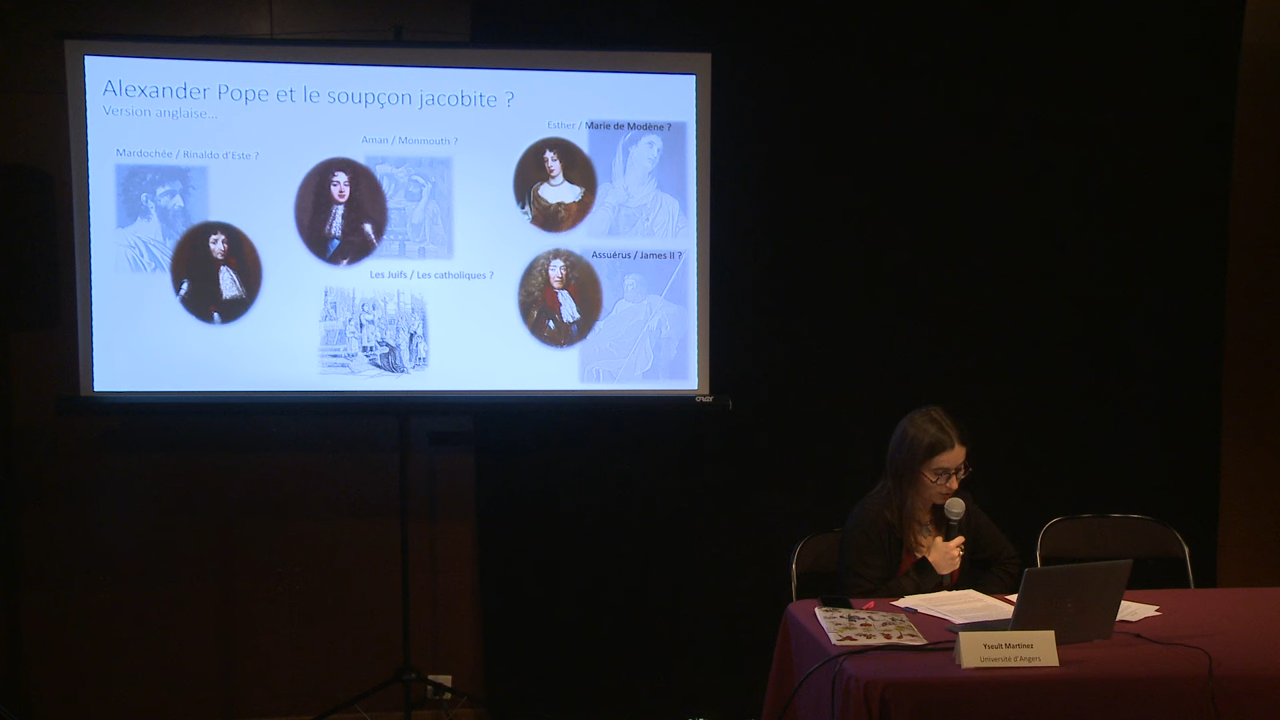 Alexander Pope et le soupçon jacobite ?
Version anglaise...
Esther / Marie de Modène ?
Aman / Monmouth ?
Mardochée / Rinaldo d'Este ?
Assuérus / James II ?
Les Juifs / Les catholiques ?
ORAY
Yseult Martinez
Université d'Angers